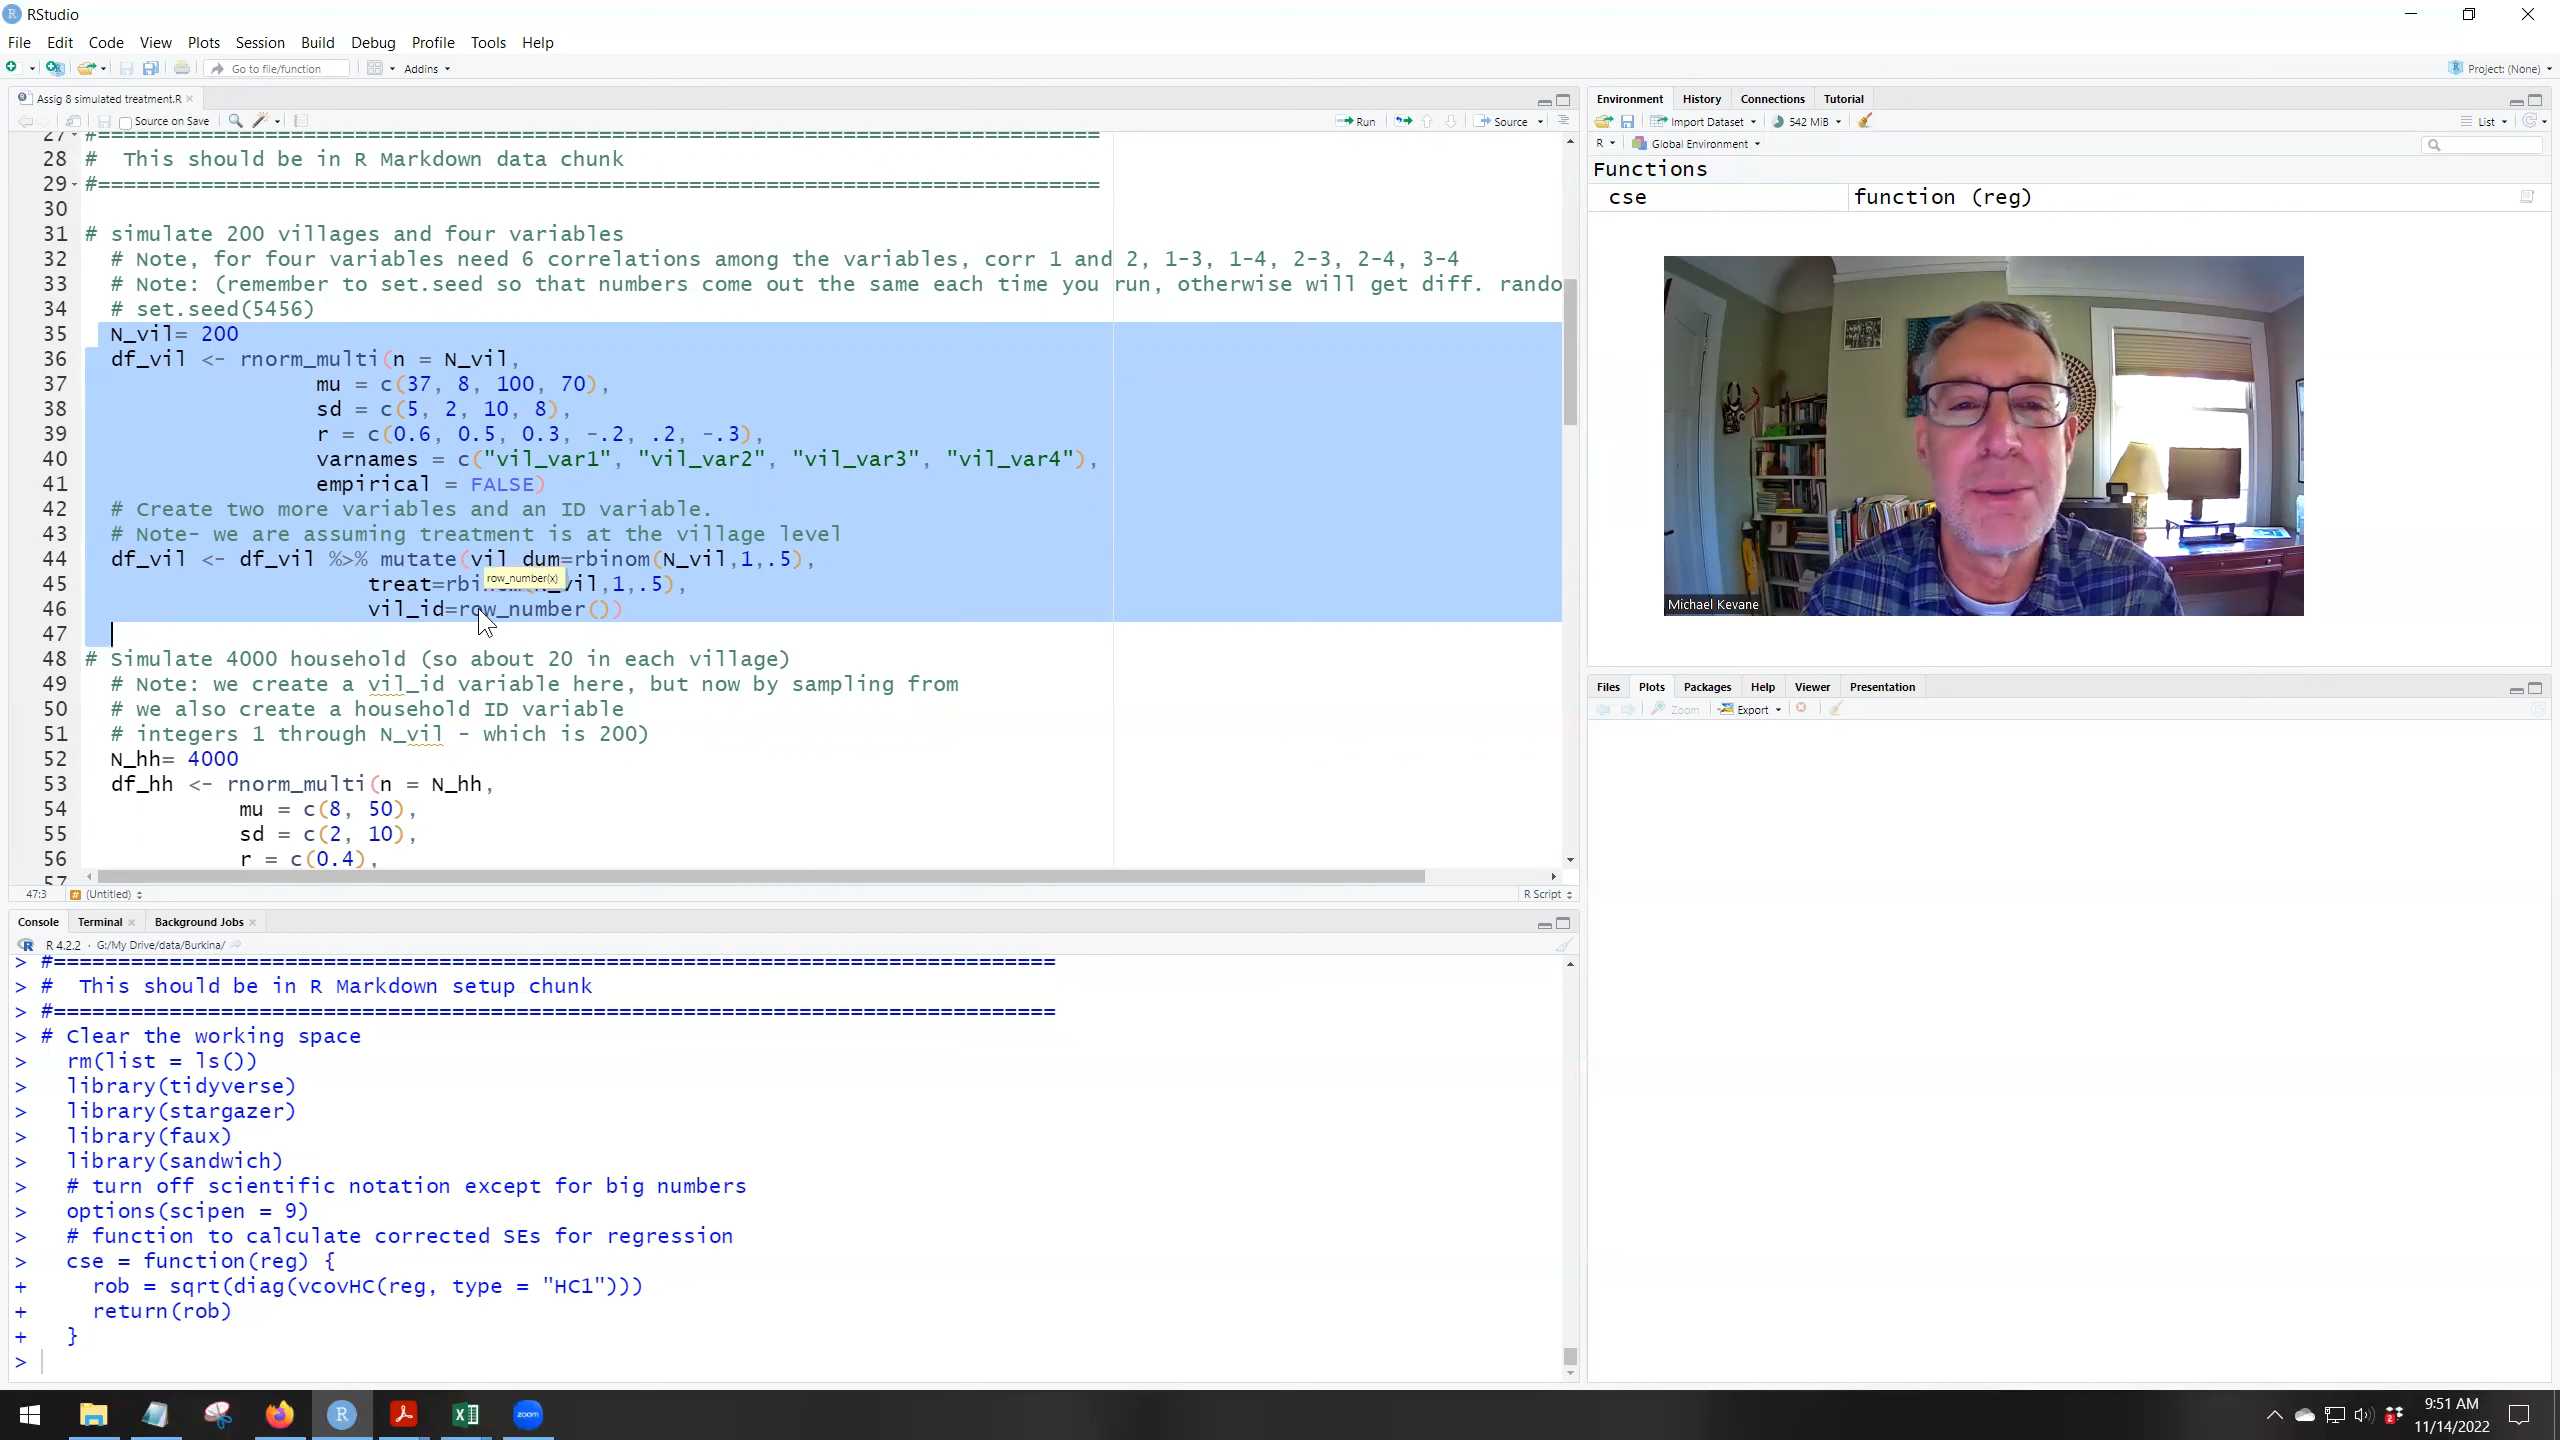 RStudio
File Edit Code View Plots Session Build Debug Profile Tools Help
Go to file/function Addins Project: (None)
Assig 8 simulated treatment.R
Source on Save Run Source
27 #==============================================================================
28 #  This should be in R Markdown data chunk
29 #==============================================================================
30
31 # simulate 200 villages and four variables
32 # Note, for four variables need 6 correlations among the variables, corr 1 and 2, 1-3, 1-4, 2-3, 2-4, 3-4
33 # Note: (remember to set.seed so that numbers come out the same each time you run, otherwise will get diff. rando
34 # set.seed(5456)
35 N_vil= 200
36 df_vil <- rnorm_multi(n = N_vil,
37 mu = c(37, 8, 100, 70),
38 sd = c(5, 2, 10, 8),
39 r = c(0.6, 0.5, 0.3, -.2, .2, -.3),
40 varnames = c("vil_var1", "vil_var2", "vil_var3", "vil_var4"),
41 empirical = FALSE)
42 # Create two more variables and an ID variable.
43 # Note- we are assuming treatment is at the village level
44 df_vil <- df_vil %>% mutate(vil_dum=rbinom(N_vil,1,.5),
row_number(x)
45 treat=rbinom(N_vil,1,.5),
46 vil_id=row_number())
47
48 # Simulate 4000 household (so about 20 in each village)
49 # Note: we create a vil_id variable here, but now by sampling from
50 # we also create a household ID variable
51 # integers 1 through N_vil - which is 200)
52 N_hh= 4000
53 df_hh <- rnorm_multi(n = N_hh,
54 mu = c(8, 50),
55 sd = c(2, 10),
56 r = c(0.4),
57
47:3 (Untitled) R Script
Console Terminal Background Jobs
R 4.2.2 · G:/My Drive/data/Burkina/
> #==============================================================================
> #  This should be in R Markdown setup chunk
> #==============================================================================
> # Clear the working space
> rm(list = ls())
> library(tidyverse)
> library(stargazer)
> library(faux)
> library(sandwich)
> # turn off scientific notation except for big numbers
> options(scipen = 9)
> # function to calculate corrected SEs for regression
> cse = function(reg) {
+ rob = sqrt(diag(vcovHC(reg, type = "HC1")))
+ return(rob)
+ }
>
Environment History Connections Tutorial
Import Dataset 542 MiB List
R Global Environment
Functions
cse function (reg)
Michael Kevane
Files Plots Packages Help Viewer Presentation
Zoom Export
zoom
9:51 AM
11/14/2022